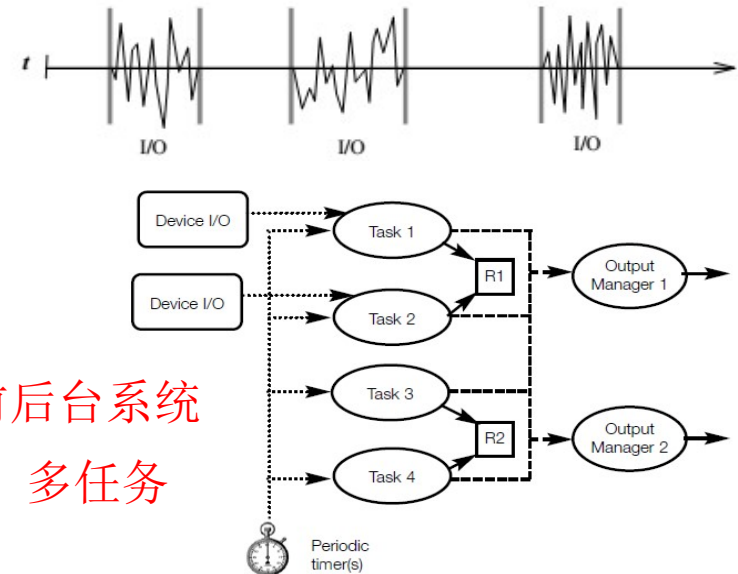 t
I/O
I/O
I/O
Device I/O
Task 1
R1
Output
Manager 1
Device I/O
Task 2
后台系统
Task 3
R2
Output
Manager 2
多任务
Task 4
Periodic
timer(s)